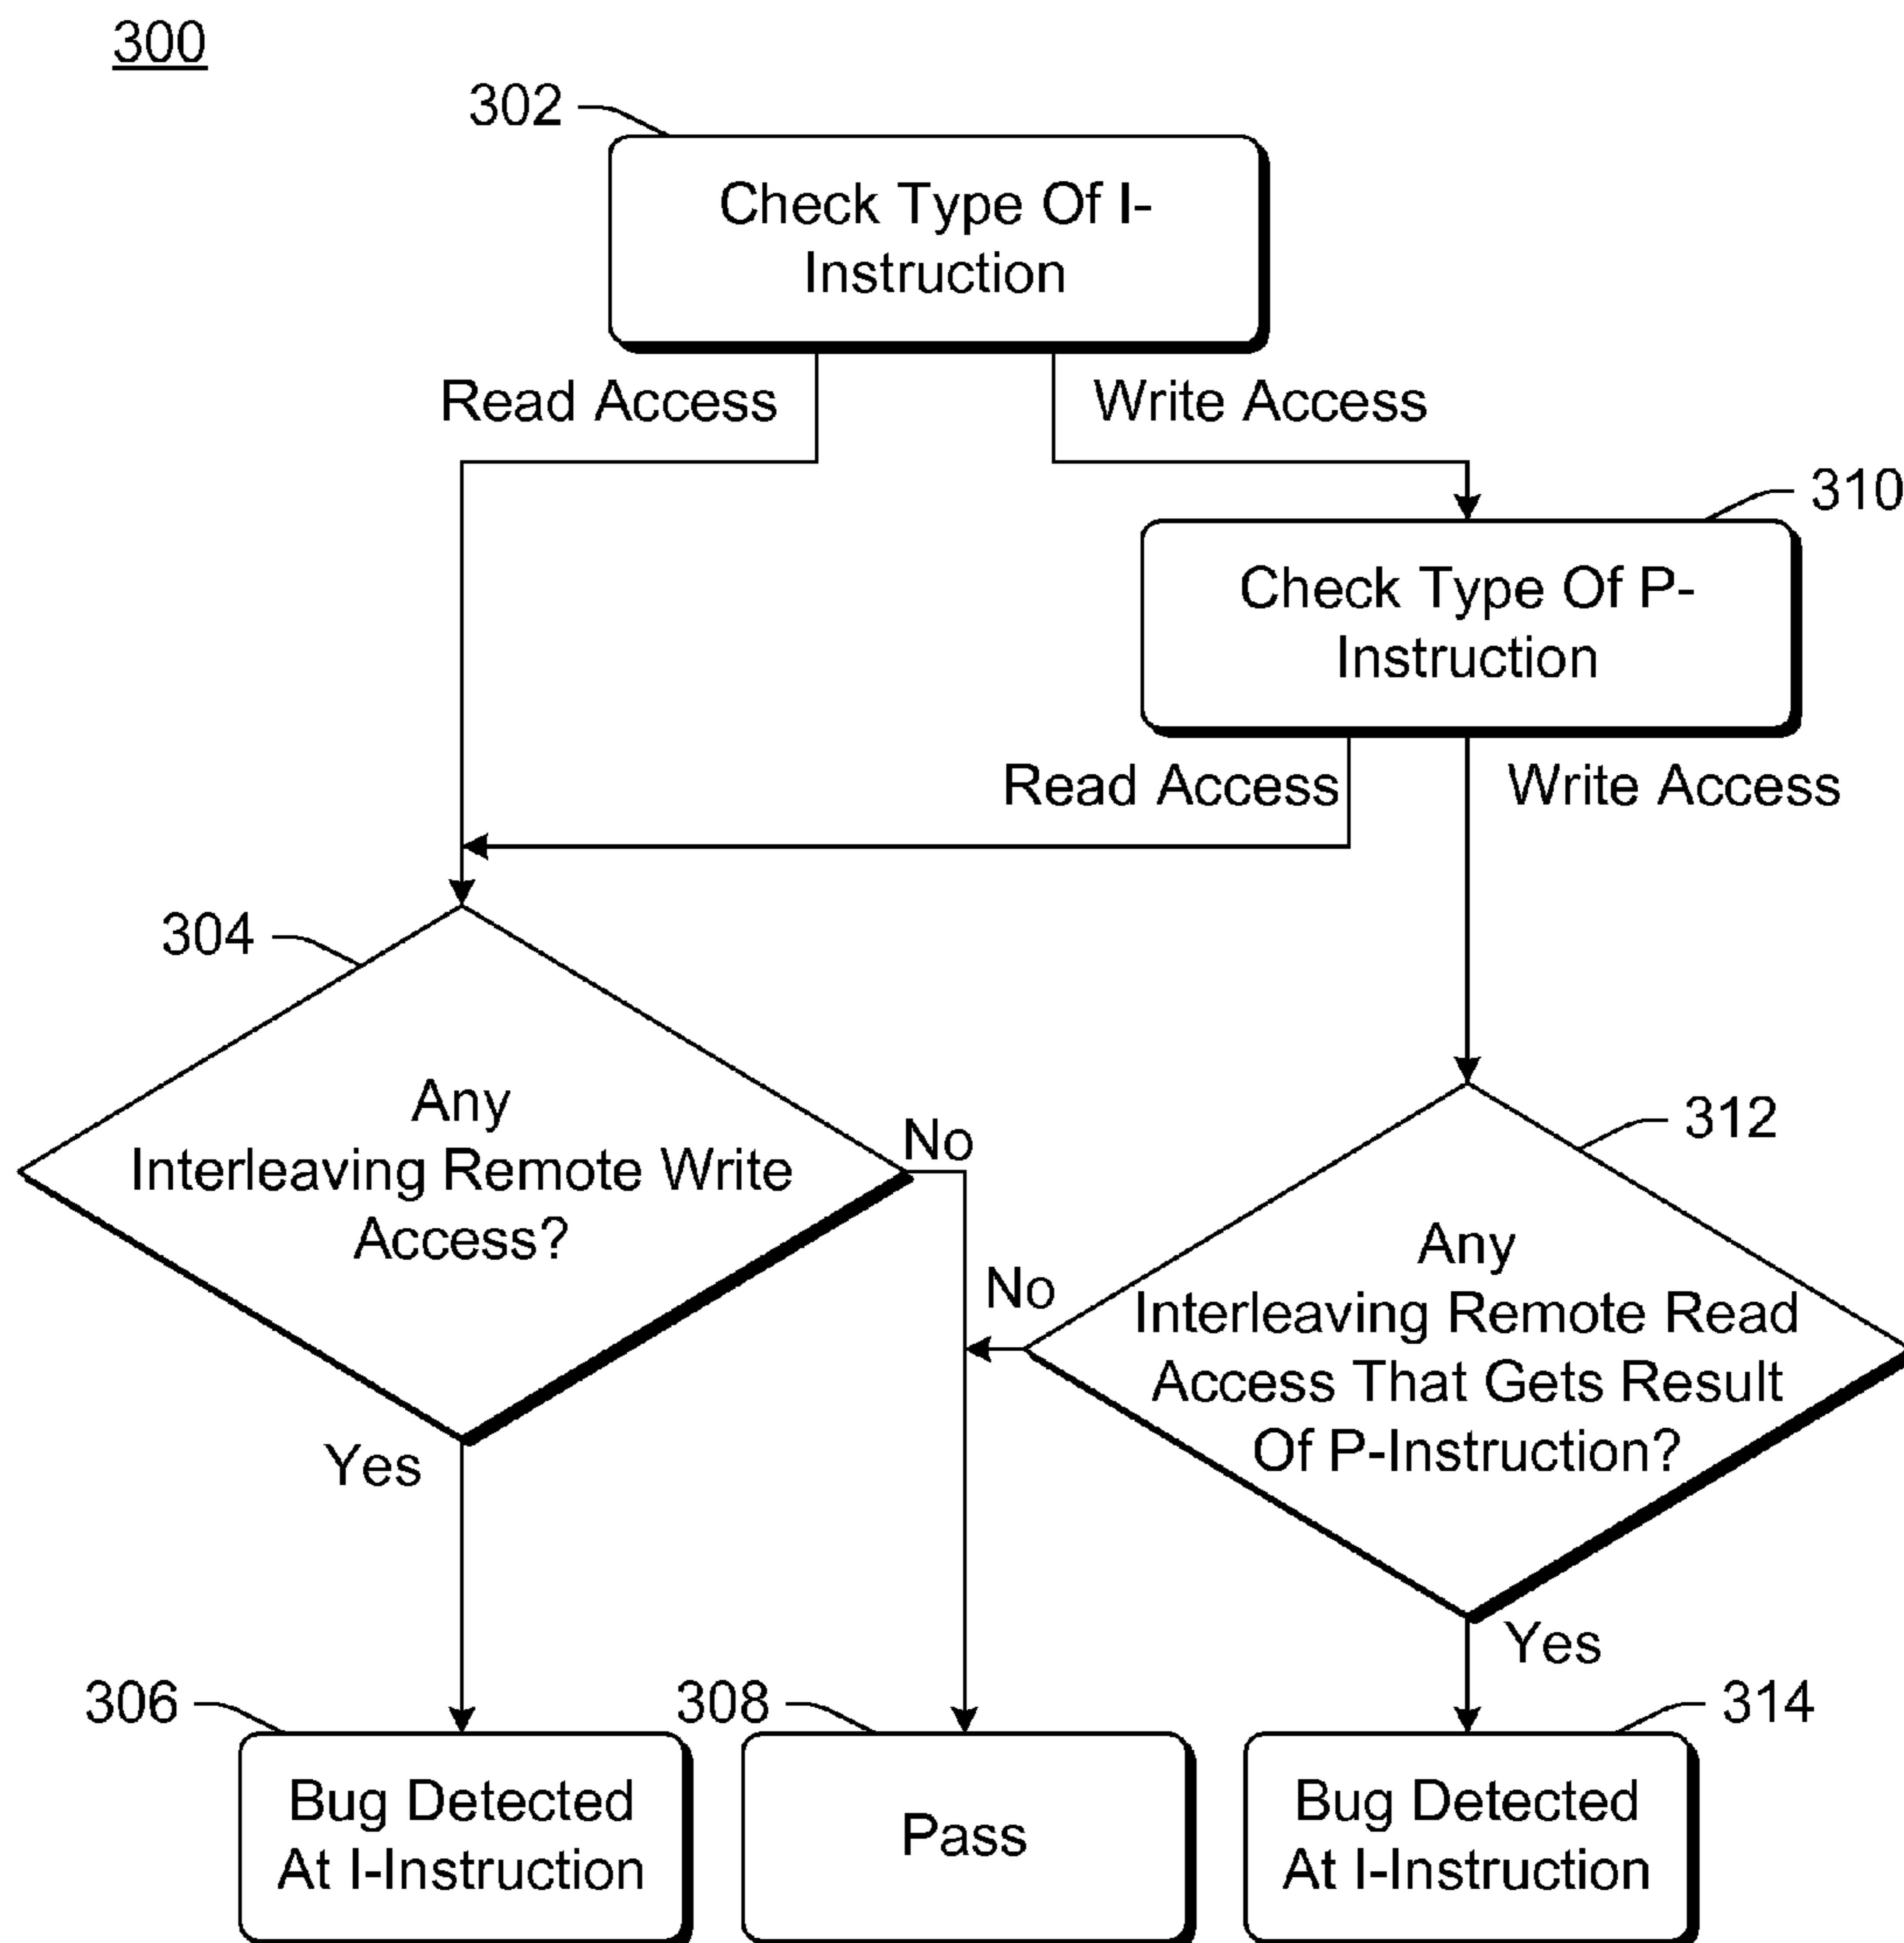 300
302
Check Type Of I-
Instruction
Read Access
Write Access
310
Check Type Of P-
Instruction
Read Access
Write Access
304
Any
Interleaving Remote Write
Access?
No
312
Any
Interleaving Remote Read
Access That Gets Result
Of P-Instruction?
No
Yes
Yes
306
Bug Detected
At I-Instruction
308
Pass
314
Bug Detected
At I-Instruction